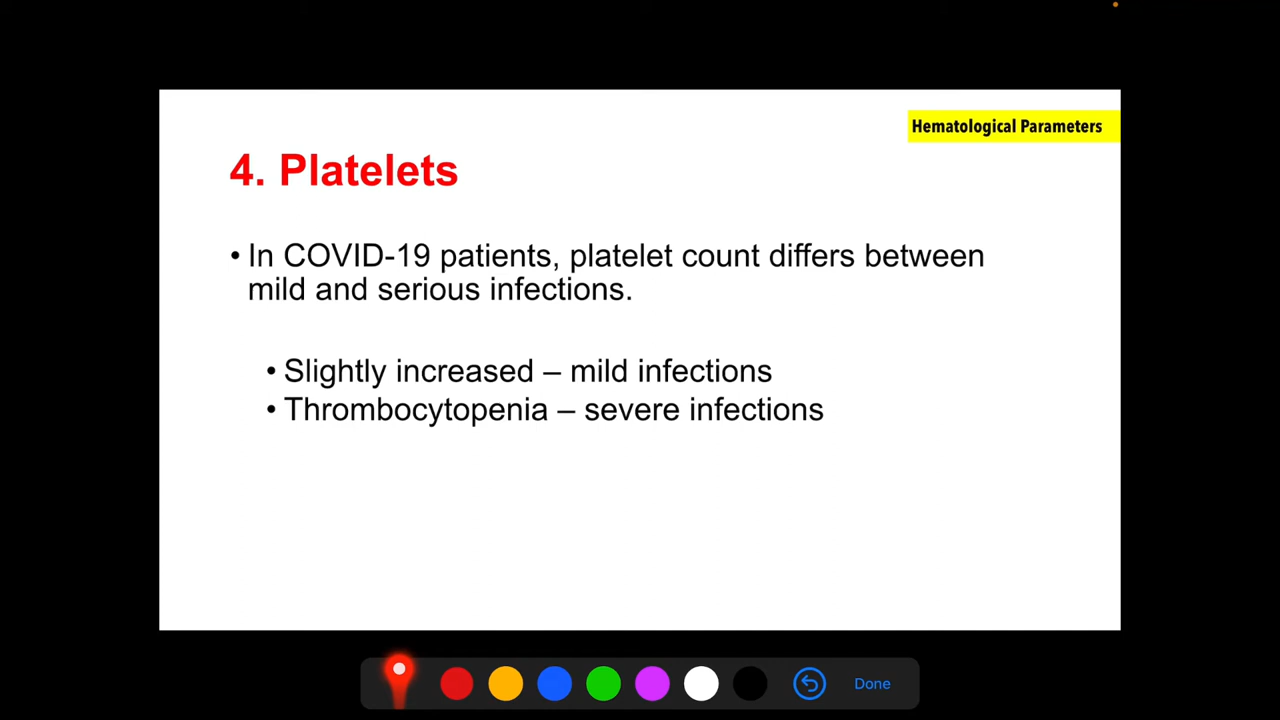 Hematological Parameters
4. Platelets
• In COVID-19 patients, platelet count differs between
mild and serious infections.
• Slightly increased – mild infections
• Thrombocytopenia – severe infections
Done